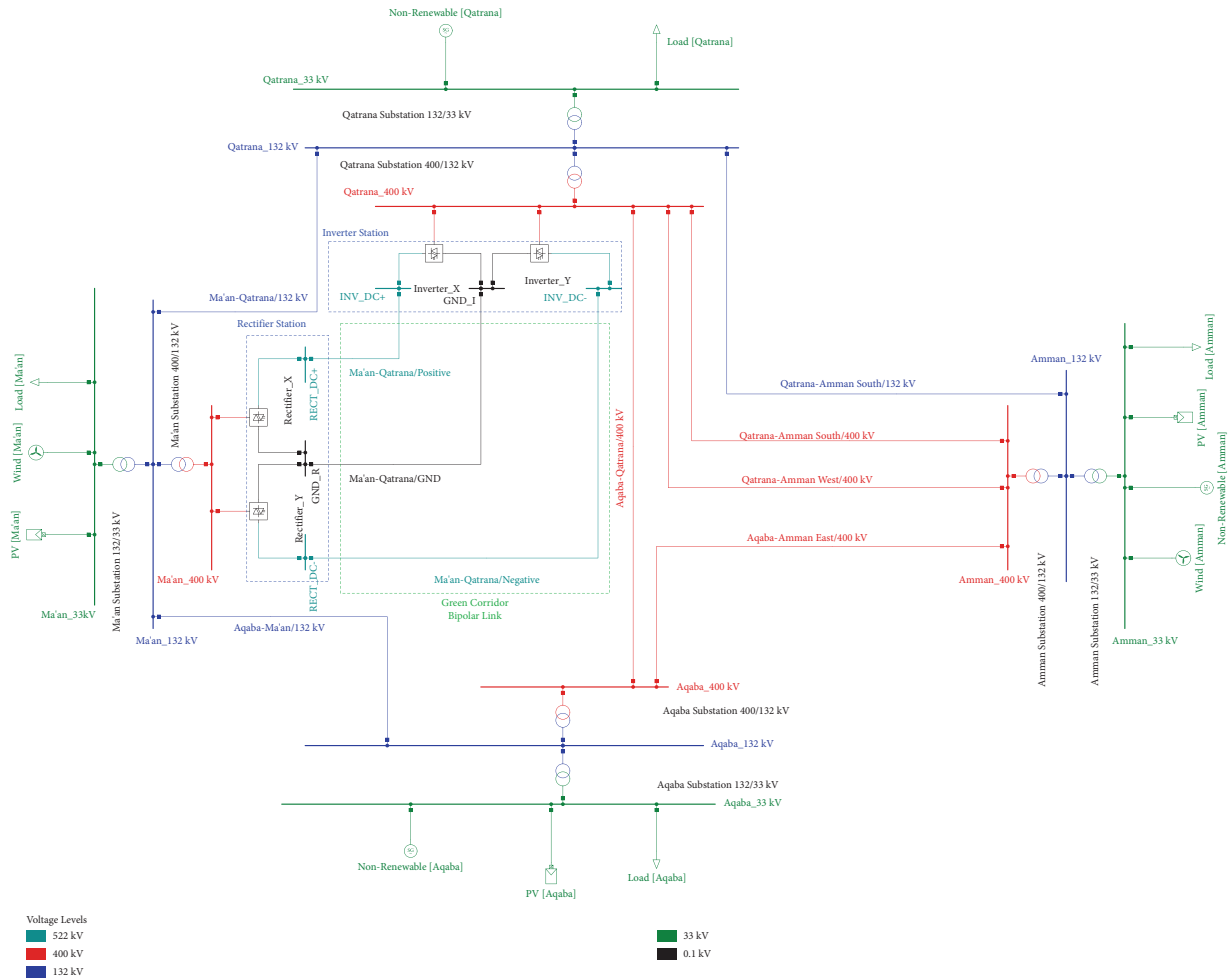 Non-Renewable [Qatrana]
SG
Load [Qatrana]
Qatrana_33 kV
Qatrana Substation 132/33 kV
Qatrana_132 kV
Qatrana Substation 400/132 kV
Qatrana_400 kV
Inverter Station
Inverter_X
Inverter_Y
INV_DC+
GND_I
INV_DC-
Ma'an-Qatrana/132 kV
Rectifier Station
Ma'an Substation 400/132 kV
Rectifier_X
RECT_DC+
Ma'an-Qatrana/Positive
Amman_132 kV
Load [Ma'an]
Load [Amman]
Qatrana-Amman South/132 kV
PV [Amman]
Wind [Ma'an]
Aqaba-Qatrana/400 kV
Qatrana-Amman South/400 kV
GND_R
Ma'an-Qatrana/GND
Qatrana-Amman West/400 kV
SG
Non-Renewable [Amman]
Rectifier_Y
PV [Ma'an]
Aqaba-Amman East/400 kV
Wind [Amman]
Ma'an Substation 132/33 kV
Ma'an_400 kV
RECT_DC-
Ma'an-Qatrana/Negative
Amman_400 kV
Green Corridor
Bipolar Link
Ma'an_33kV
Aqaba-Ma'an/132 kV
Ma'an_132 kV
Amman Substation 400/132 kV
Amman Substation 132/33 kV
Amman_33 kV
Aqaba_400 kV
Aqaba Substation 400/132 kV
Aqaba_132 kV
Aqaba Substation 132/33 kV
Aqaba_33 kV
SG
Non-Renewable [Aqaba]
PV [Aqaba]
Load [Aqaba]
Voltage Levels
522 kV
400 kV
132 kV
33 kV
0.1 kV